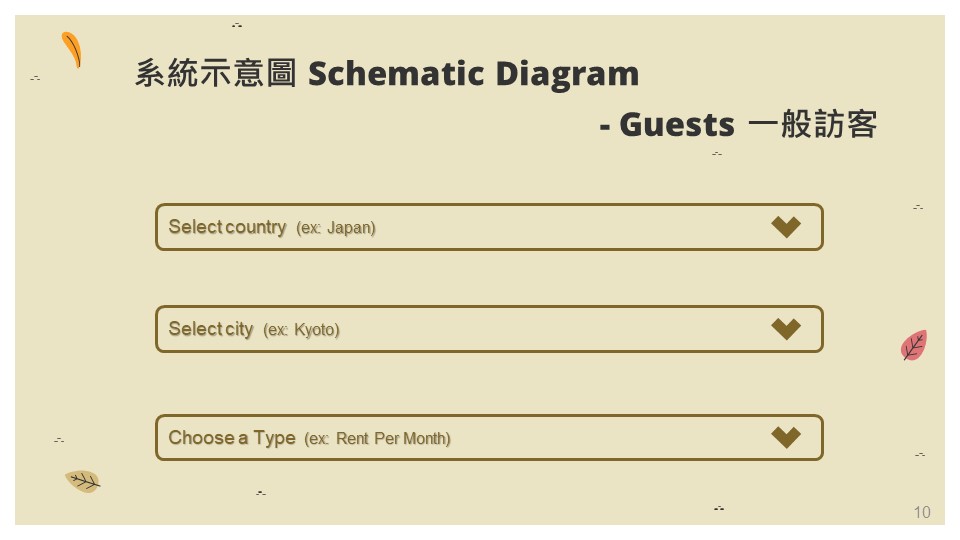 系統示意圖 Schematic Diagram
- Guests 一般訪客
Select country (ex: Japan)
Select city (ex: Kyoto)
Choose a Type (ex: Rent Per Month)
10